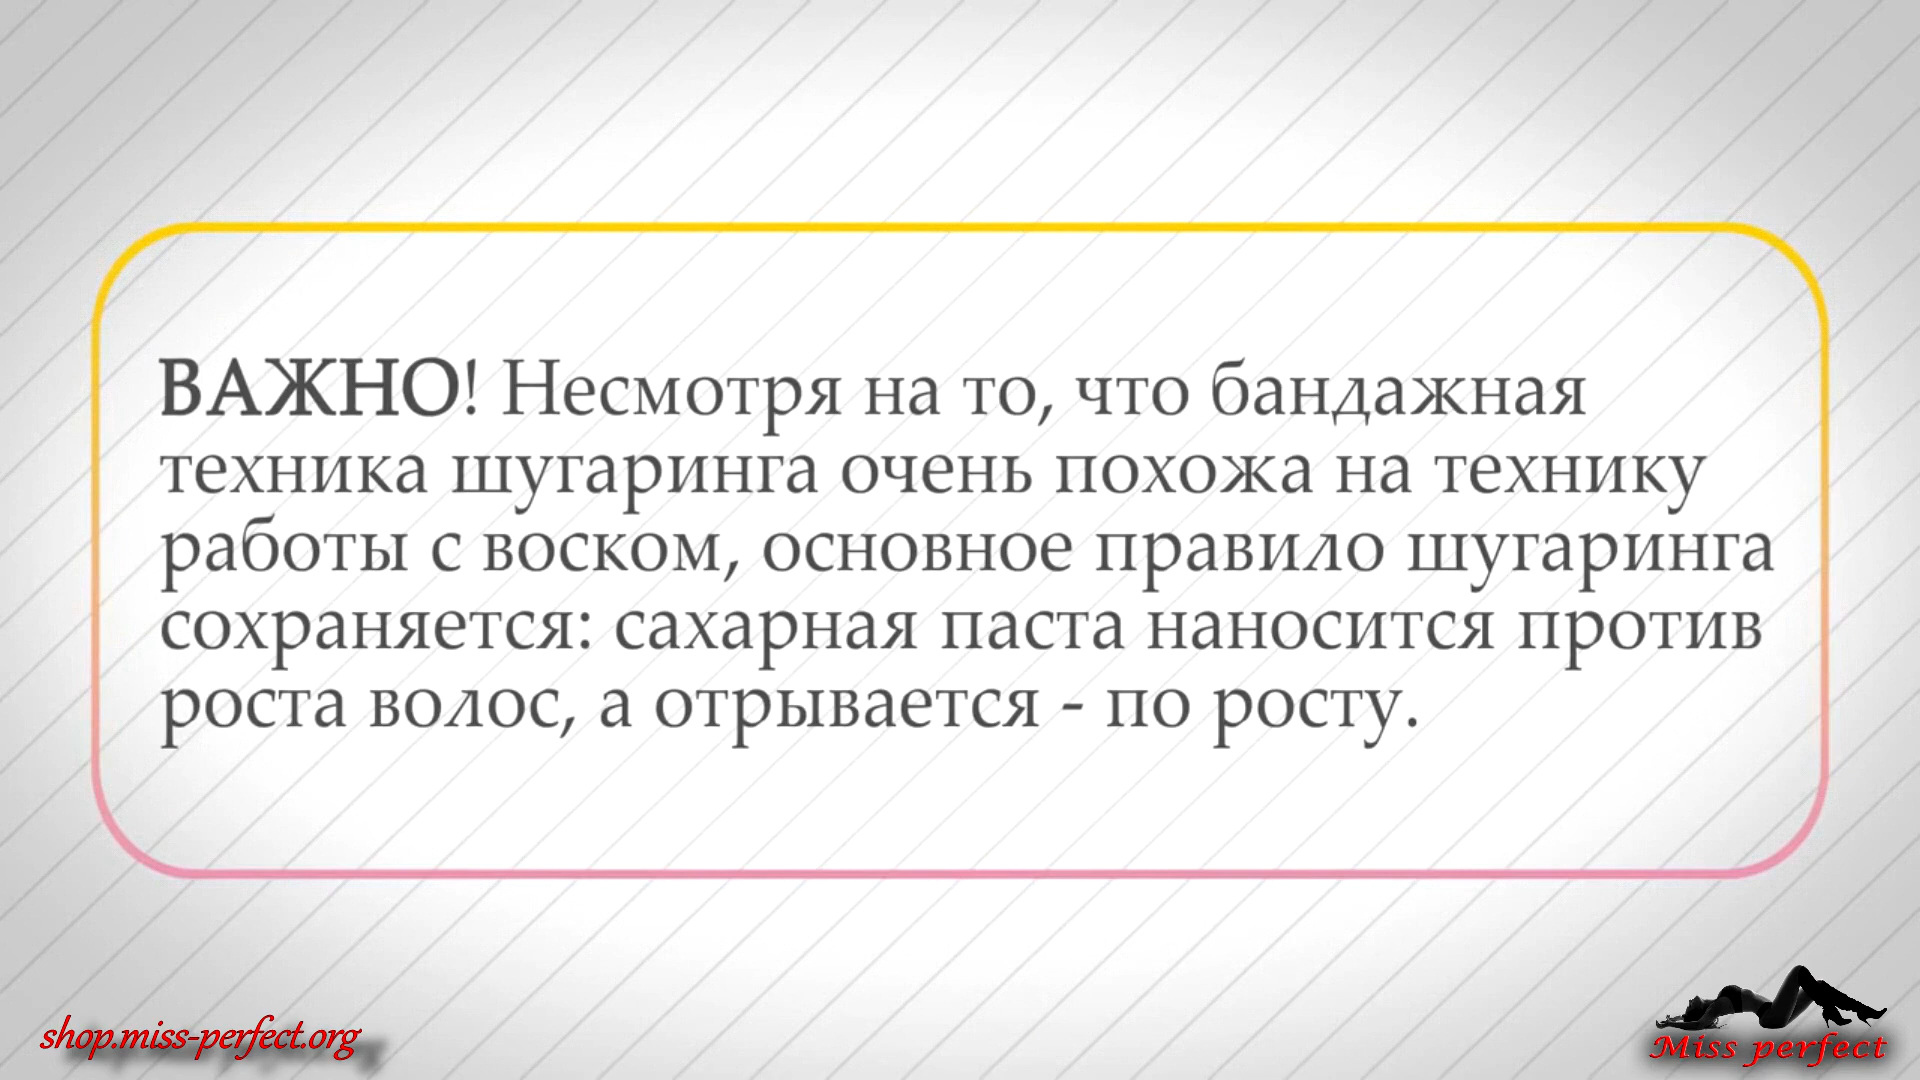 ВАЖНО! Несмотря на то, что бандажная
техника шугаринга очень похожа на технику
работы с воском, основное правило шугаринга
сохраняется: сахарная паста наносится против
роста волос, а отрывается - по росту.
shop.miss-perfect.org
Miss perfect